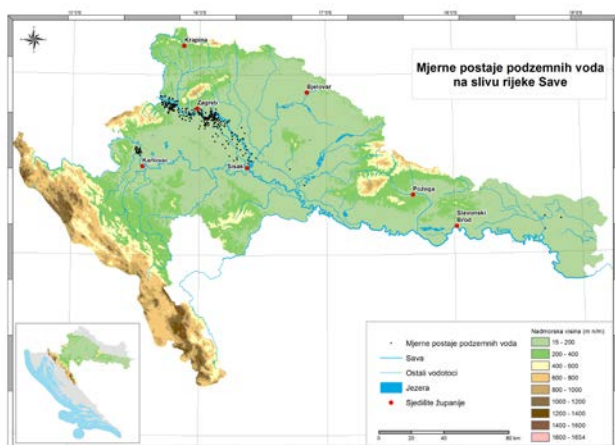 Mjerne postaje podzemnih voda
na slivu rijeke Save
Krapina
Bjelovar
Zagreb
Karlovac
Sisak
Požega
Slavonski
Brod
Mjerne postaje podzemnih voda
Sava
Ostali vodotoci
Jezera
Sjedište županije
Nadmorska visina (m n/m)
15 - 200
200 - 400
400 - 600
600 - 800
800 - 1000
1000 - 1200
1200 - 1400
1400 - 1600
1600 - 1654